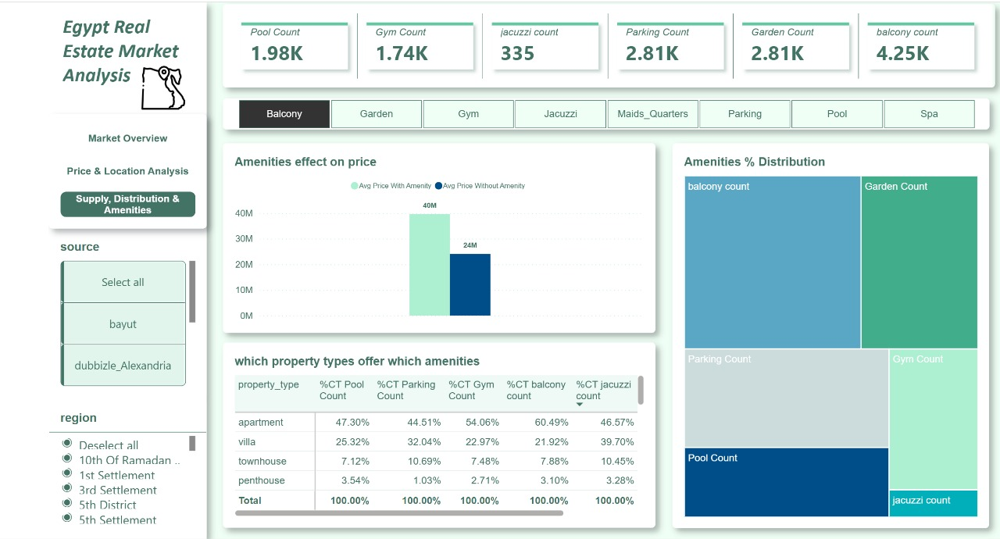 Egypt Real
Estate Market
Analysis
Market Overview
Price & Location Analysis
Supply, Distribution &
Amenities
source
Select all
bayut
dubbizle_Alexandria
region
Deselect all
10th Of Ramadan ..
1st Settlement
3rd Settlement
5th District
5th Settlement
Pool Count
1.98K
Gym Count
1.74K
jacuzzi count
335
Parking Count
2.81K
Garden Count
2.81K
balcony count
4.25K
Balcony
Garden
Gym
Jacuzzi
Maids_Quarters
Parking
Pool
Spa
Amenities effect on price
Avg Price With Amenity Avg Price Without Amenity
40M
30M
20M
10M
0M
40M
24M
which property types offer which amenities
property_type %CT Pool Count %CT Parking Count %CT Gym Count %CT balcony count %CT jacuzzi count
apartment 47.30% 44.51% 54.06% 60.49% 46.57%
villa 25.32% 32.04% 22.97% 21.92% 39.70%
townhouse 7.12% 10.69% 7.48% 7.88% 10.45%
penthouse 3.54% 1.03% 2.71% 3.10% 3.28%
Total 100.00% 100.00% 100.00% 100.00% 100.00%
Amenities % Distribution
balcony count
Garden Count
Parking Count
Gym Count
Pool Count
jacuzzi count